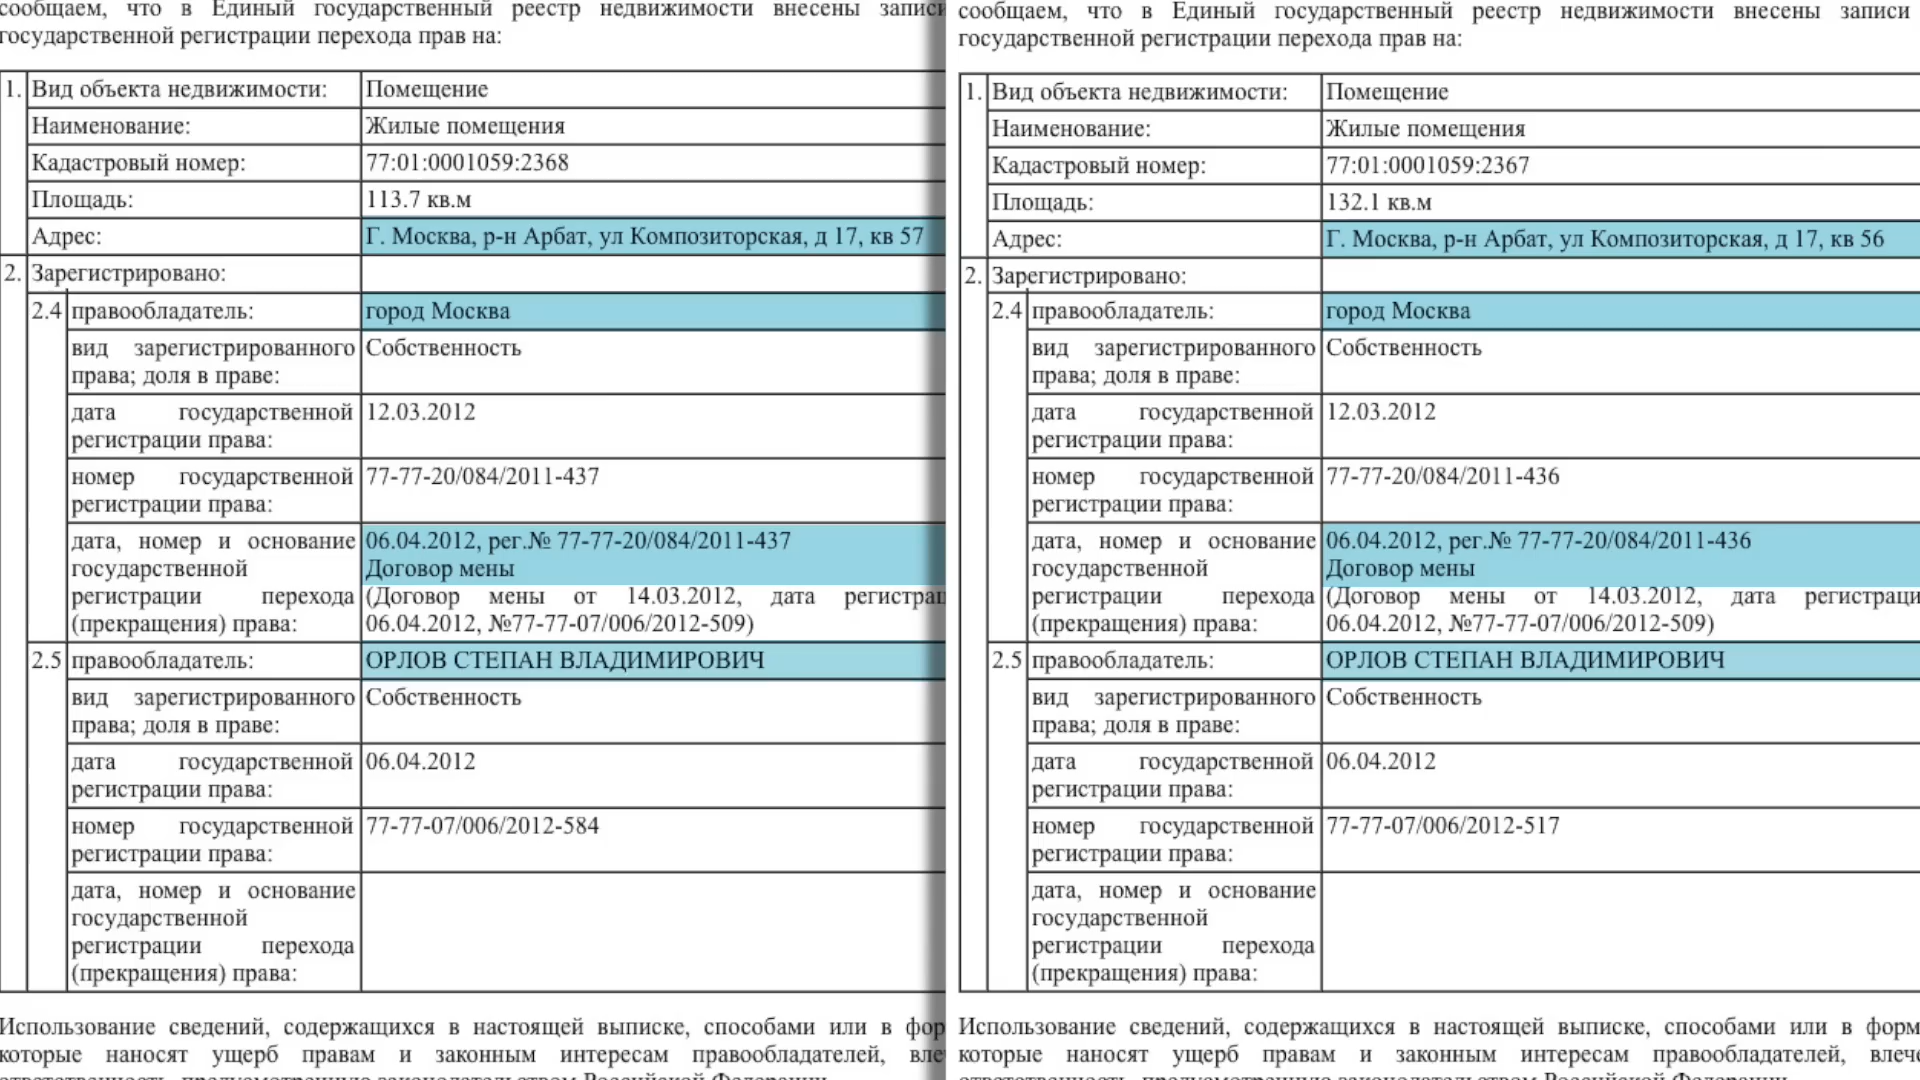 сообщаем, что в Единый государственный реестр недвижимости внесены
государственной регистрации перехода прав на:
1. Вид объекта недвижимости: Помещение
Наименование: Жилые помещения
Кадастровый номер: 77:01:0001059:2368
Площадь: 113.7 кв.м
Адрес: Г. Москва, р-н Арбат, ул Композиторская, д 17, кв 57
2. Зарегистрировано:
2.4 правообладатель: город Москва
вид зарегистрированного Собственность
права; доля в праве:
дата государственной 12.03.2012
регистрации права:
номер государственной 77-77-20/084/2011-437
регистрации права:
дата, номер и основание 06.04.2012, рег.№ 77-77-20/084/2011-437
государственной Договор мены
регистрации перехода (Договор мены от 14.03.2012, дата
(прекращения) права: 06.04.2012, №77-77-07/006/2012-509)
2.5 правообладатель: ОРЛОВ СТЕПАН ВЛАДИМИРОВИЧ
вид зарегистрированного Собственность
права; доля в праве:
дата государственной 06.04.2012
регистрации права:
номер государственной 77-77-07/006/2012-584
регистрации права:
дата, номер и основание
государственной
регистрации перехода
(прекращения) права:
Использование сведений, содержащихся в настоящей выписке, способами или в
которые наносят ущерб правам и законным интересам правообладателей,
ответственность, предусмотренную законодательством Российской Федерации.
сообщаем, что в Единый государственный реестр недвижимости внесены записи
государственной регистрации перехода прав на:
1. Вид объекта недвижимости: Помещение
Наименование: Жилые помещения
Кадастровый номер: 77:01:0001059:2367
Площадь: 132.1 кв.м
Адрес: Г. Москва, р-н Арбат, ул Композиторская, д 17, кв 56
2. Зарегистрировано:
2.4 правообладатель: город Москва
вид зарегистрированного Собственность
права; доля в праве:
дата государственной 12.03.2012
регистрации права:
номер государственной 77-77-20/084/2011-436
регистрации права:
дата, номер и основание 06.04.2012, рег.№ 77-77-20/084/2011-436
государственной Договор мены
регистрации перехода (Договор мены от 14.03.2012, дата
(прекращения) права: 06.04.2012, №77-77-07/006/2012-509)
2.5 правообладатель: ОРЛОВ СТЕПАН ВЛАДИМИРОВИЧ
вид зарегистрированного Собственность
права; доля в праве:
дата государственной 06.04.2012
регистрации права:
номер государственной 77-77-07/006/2012-517
регистрации права:
дата, номер и основание
государственной
регистрации перехода
(прекращения) права:
Использование сведений, содержащихся в настоящей выписке, способами или в
которые наносят ущерб правам и законным интересам правообладателей,
ответственность, предусмотренную законодательством Российской Федерации.